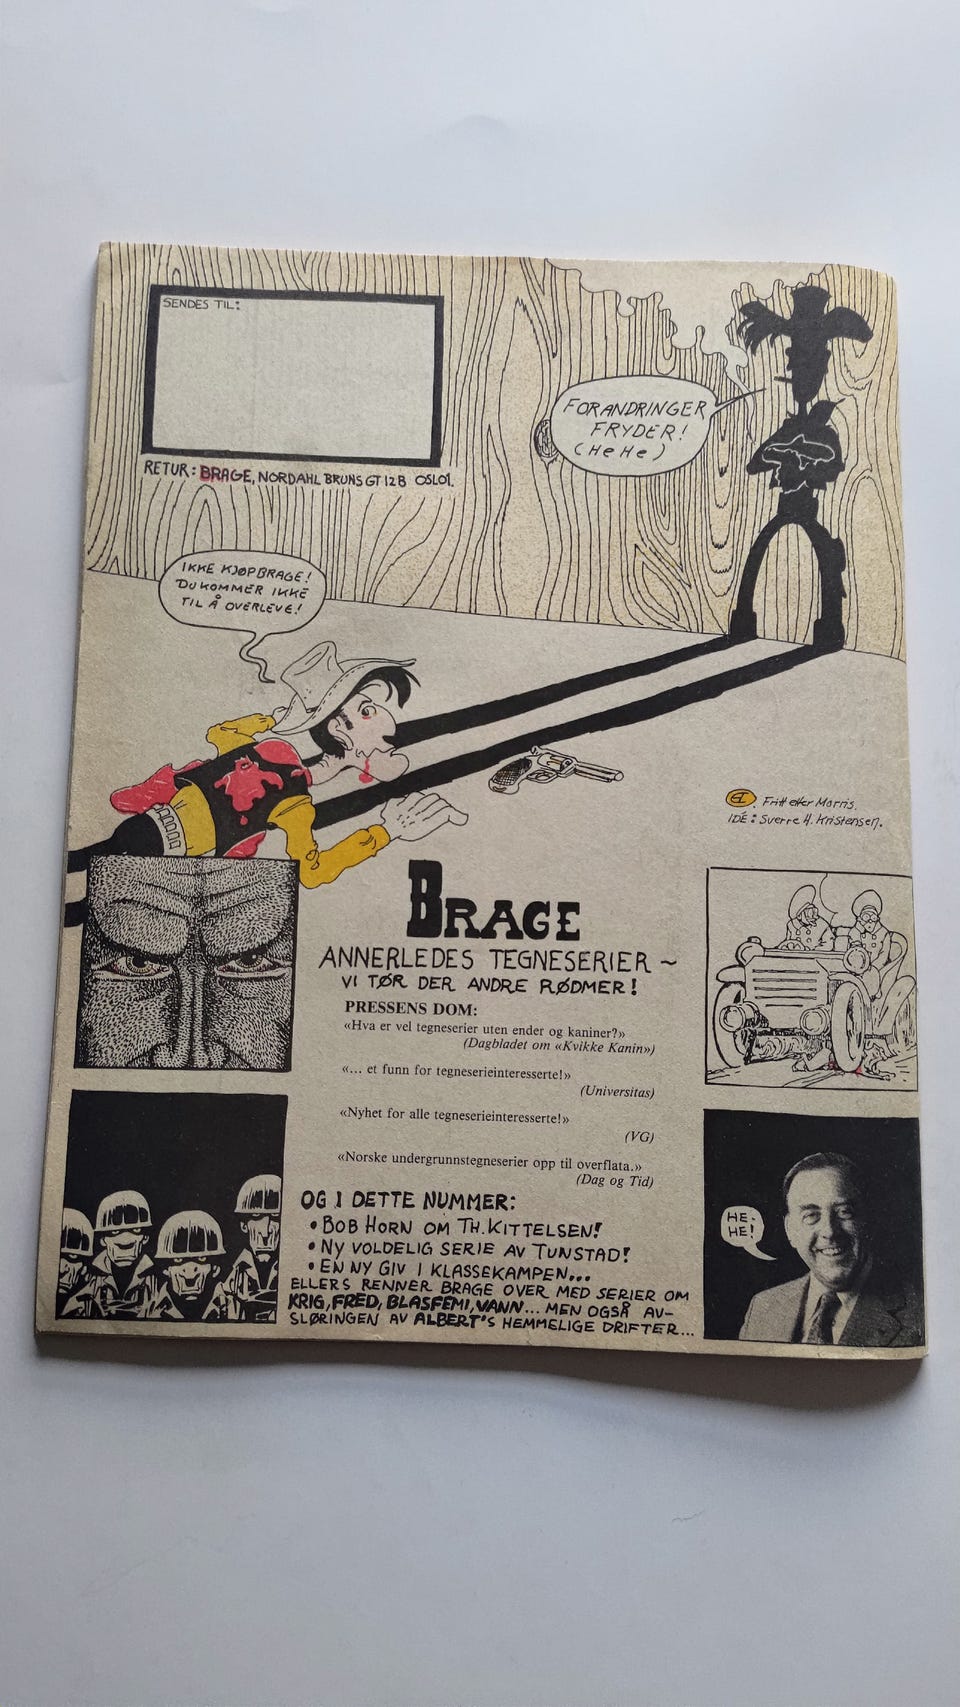 SENDES TIL:
RETUR: BRAGE, NORDAHL BRUNS GT 12B OSLO1.
FORANDRINGER
FRYDER!
(HeHe)
IKKE KJØP BRAGE!
DU KOMMER IKKE
TIL Å OVERLEVE!
Fritt etter Morris.
IDE: Sverre H. Kristensen.
BRAGE
ANNERLEDES TEGNESERIER ~
VI TØR DER ANDRE RØDMER!
PRESSENS DOM:
«Hva er vel tegneserier uten ender og kaniner?»
(Dagbladet om «Kvikke Kanin»)
«... et funn for tegneserieinteresserte!»
(Universitas)
«Nyhet for alle tegneserieinteresserte!»
(VG)
«Norske undergrunnstegneserier opp til overflata.»
(Dag og Tid)
OG I DETTE NUMMER:
• BOB HORN OM TH. KITTELSEN!
• NY VOLDELIG SERIE AV TUNSTAD!
• EN NY GIV I KLASSEKAMPEN...
ELLERS RENNER BRAGE OVER MED SERIER OM
KRIG, FRED, BLASFEMI, VANN... MEN OGSÅ AV-
SLØRINGEN AV ALBERT'S HEMMELIGE DRIFTER...
HE-
HE!